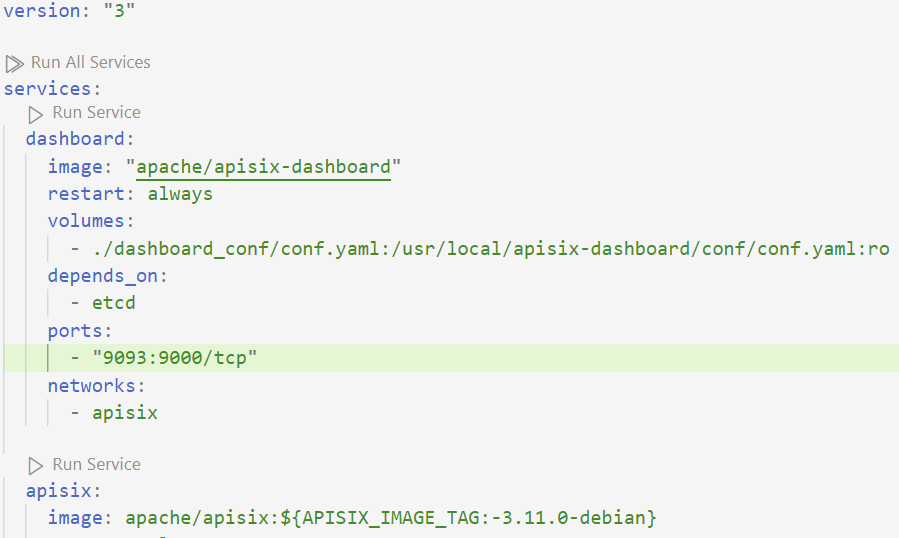 version: "3"
Run All Services
services:
Run Service
dashboard:
image: "apache/apisix-dashboard"
restart: always
volumes:
- ./dashboard_conf/conf.yaml:/usr/local/apisix-dashboard/conf/conf.yaml:ro
depends_on:
- etcd
ports:
- "9093:9000/tcp"
networks:
- apisix
Run Service
apisix:
image: apache/apisix:${APISIX_IMAGE_TAG:-3.11.0-debian}